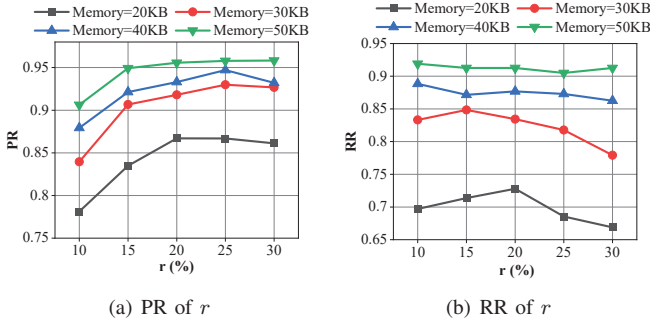 Memory=20KB Memory=30KB
Memory=40KB Memory=50KB
PR
0.95
0.9
0.85
0.8
0.75
10 15 20 25 30
r (%)
(a) PR of r
Memory=20KB Memory=30KB
Memory=40KB Memory=50KB
RR
0.95
0.9
0.85
0.8
0.75
0.7
0.65
10 15 20 25 30
r (%)
(b) RR of r